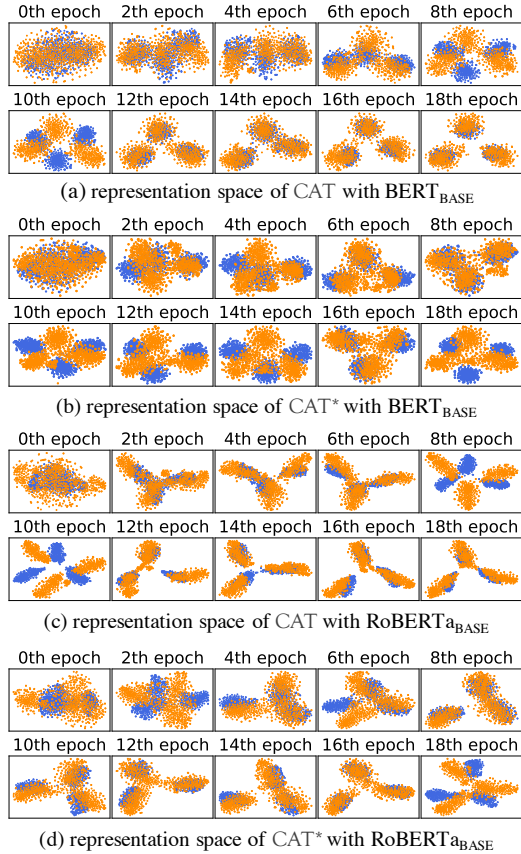 0th epoch 2th epoch 4th epoch 6th epoch 8th epoch
10th epoch 12th epoch 14th epoch 16th epoch 18th epoch
(a) representation space of CAT with BERT_BASE
0th epoch 2th epoch 4th epoch 6th epoch 8th epoch
10th epoch 12th epoch 14th epoch 16th epoch 18th epoch
(b) representation space of CAT* with BERT_BASE
0th epoch 2th epoch 4th epoch 6th epoch 8th epoch
10th epoch 12th epoch 14th epoch 16th epoch 18th epoch
(c) representation space of CAT with RoBERTa_BASE
0th epoch 2th epoch 4th epoch 6th epoch 8th epoch
10th epoch 12th epoch 14th epoch 16th epoch 18th epoch
(d) representation space of CAT* with RoBERTa_BASE